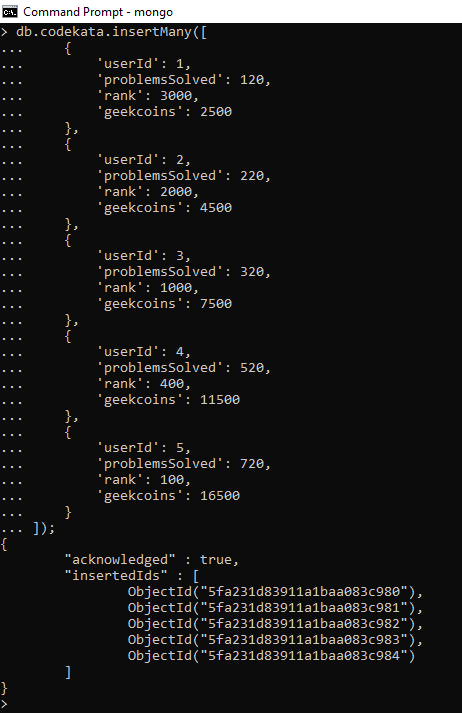 Command Prompt - mongo
> db.codekata.insertMany([
...     {
...         'userId': 1,
...         'problemsSolved': 120,
...         'rank': 3000,
...         'geekcoins': 2500
...     },
...     {
...         'userId': 2,
...         'problemsSolved': 220,
...         'rank': 2000,
...         'geekcoins': 4500
...     },
...     {
...         'userId': 3,
...         'problemsSolved': 320,
...         'rank': 1000,
...         'geekcoins': 7500
...     },
...     {
...         'userId': 4,
...         'problemsSolved': 520,
...         'rank': 400,
...         'geekcoins': 11500
...     },
...     {
...         'userId': 5,
...         'problemsSolved': 720,
...         'rank': 100,
...         'geekcoins': 16500
...     }
... ]);
{
        "acknowledged" : true,
        "insertedIds" : [
                ObjectId("5fa231d83911a1baa083c980"),
                ObjectId("5fa231d83911a1baa083c981"),
                ObjectId("5fa231d83911a1baa083c982"),
                ObjectId("5fa231d83911a1baa083c983"),
                ObjectId("5fa231d83911a1baa083c984")
        ]
}
>